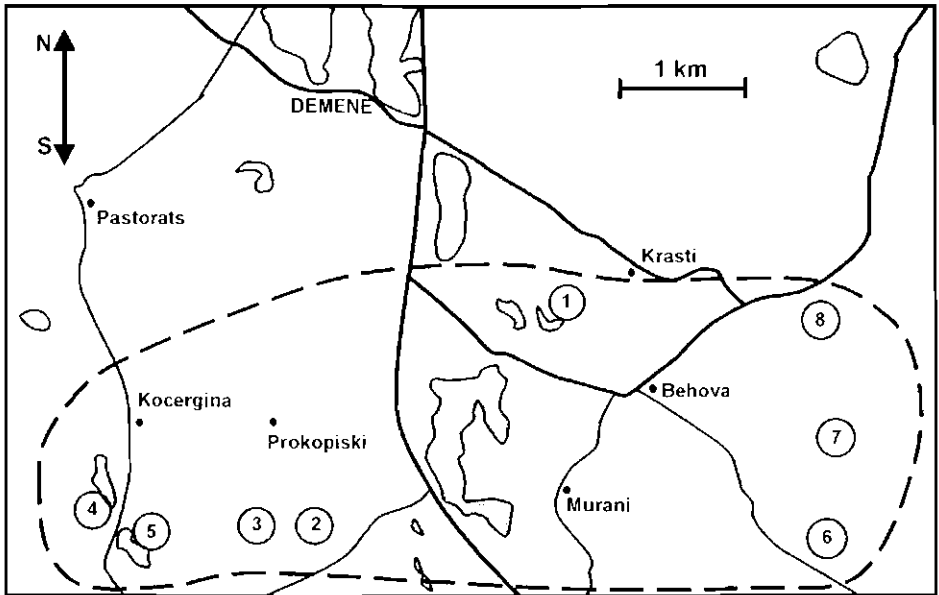 N
1 km
DEMENE
S
Pastorats
Krasti
1
8
Behova
Kocergina
Prokopiski
7
Murani
4
5
3
2
6